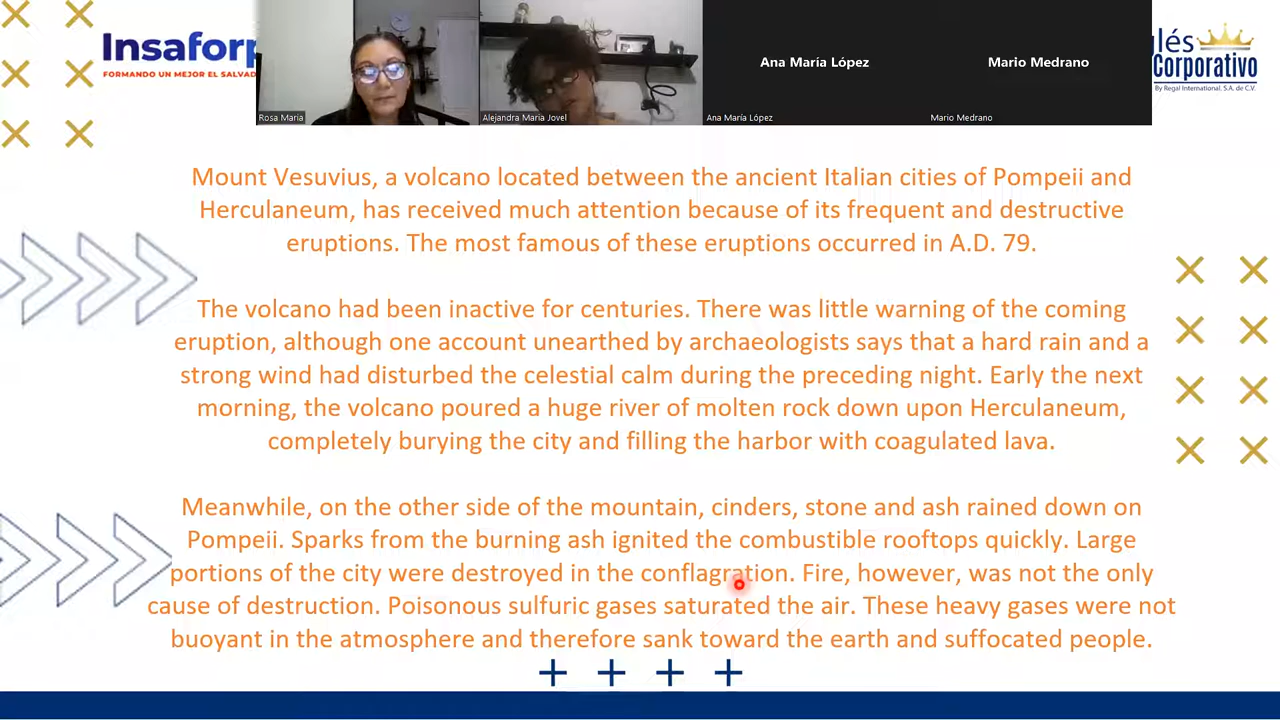 Insaforp
FORMANDO UN MEJOR EL SALVA
Rosa Maria
Alejandra Maria Jovel
Ana María López
Ana María López
Mario Medrano
Mario Medrano
lés
Corporativo
By Regal International. S.A. de C.V.
Mount Vesuvius, a volcano located between the ancient Italian cities of Pompeii and
Herculaneum, has received much attention because of its frequent and destructive
eruptions. The most famous of these eruptions occurred in A.D. 79.
The volcano had been inactive for centuries. There was little warning of the coming
eruption, although one account unearthed by archaeologists says that a hard rain and a
strong wind had disturbed the celestial calm during the preceding night. Early the next
morning, the volcano poured a huge river of molten rock down upon Herculaneum,
completely burying the city and filling the harbor with coagulated lava.
Meanwhile, on the other side of the mountain, cinders, stone and ash rained down on
Pompeii. Sparks from the burning ash ignited the combustible rooftops quickly. Large
portions of the city were destroyed in the conflagration. Fire, however, was not the only
cause of destruction. Poisonous sulfuric gases saturated the air. These heavy gases were not
buoyant in the atmosphere and therefore sank toward the earth and suffocated people.